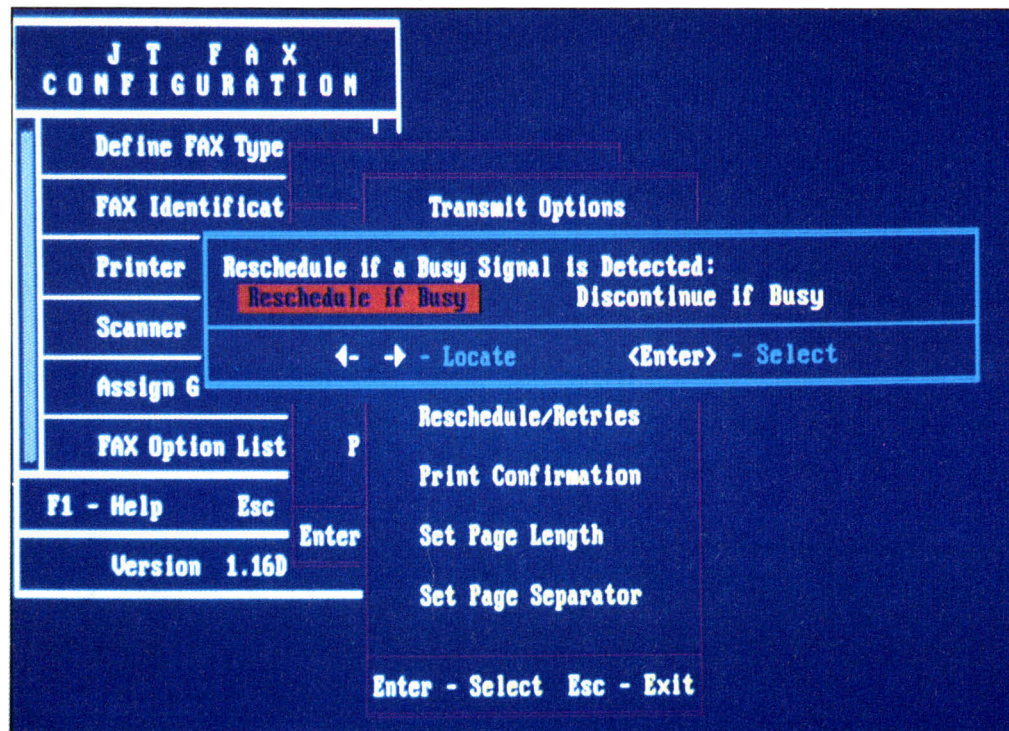 JT FAX
CONFIGURATION
Define FAX Type
FAX Identificat
Transmit Options
Printer
Reschedule if a Busy Signal is Detected:
Reschedule if Busy    Discontinue if Busy
Scanner
← → - Locate    <Enter> - Select
Assign G
Reschedule/Retries
FAX Option List    P
Print Confirmation
F1 - Help    Esc
Enter
Set Page Length
Version 1.16D
Set Page Separator
Enter - Select  Esc - Exit